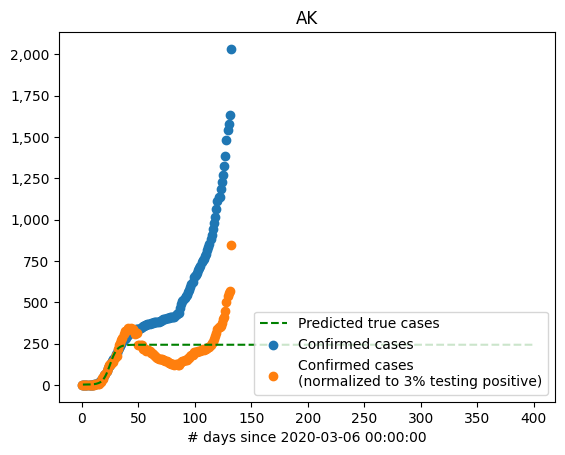 AK
2,000
1,750
1,500
1,250
1,000
750
500
250
0
Predicted true cases
Confirmed cases
Confirmed cases
(normalized to 3% testing positive)
0 50 100 150 200 250 300 350 400
# days since 2020-03-06 00:00:00